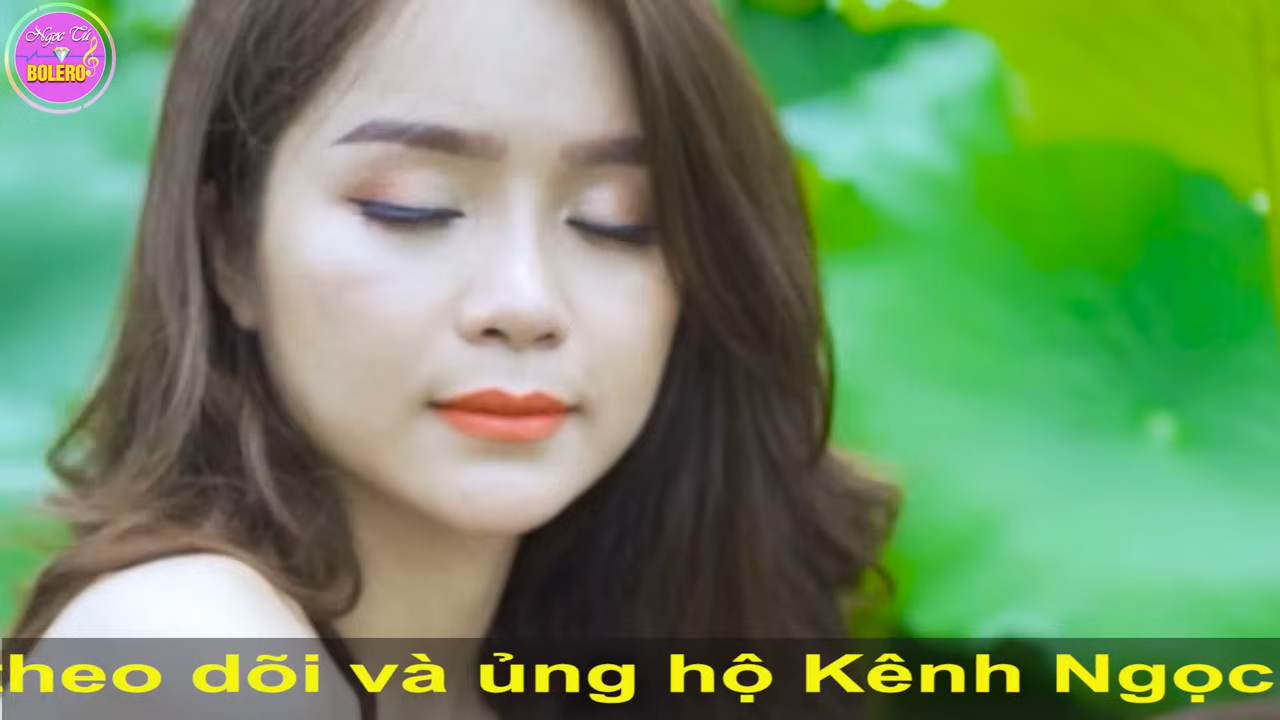 Ngọc Tú
BOLERO
theo dõi và ủng hộ Kênh Ngọc